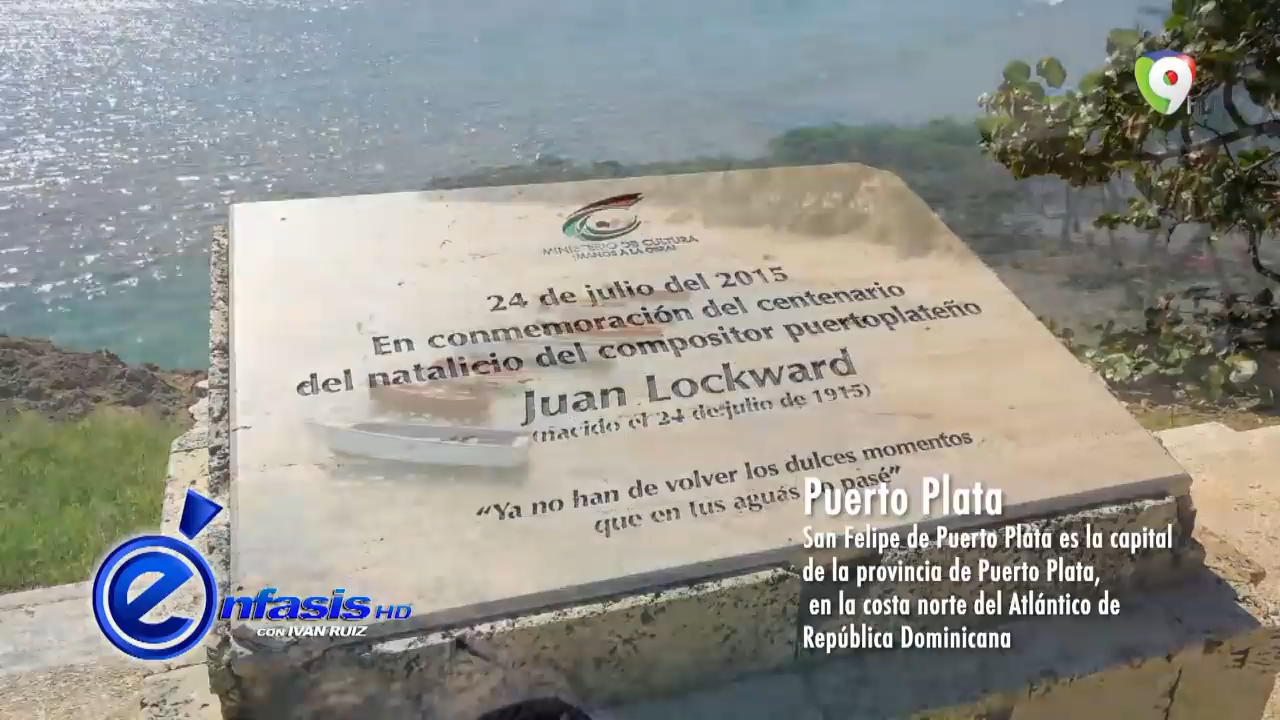 MINISTERIO DE CULTURA
¡MANOS A LA OBRA!
24 de julio del 2015
En conmemoración del centenario
del natalicio del compositor puertoplateño
Juan Lockward
(nacido el 24 de julio de 1915)
“Ya no han de volver los dulces momentos
que en tus aguás yo pasé”
Puerto Plata
San Felipe de Puerto Plata es la capital
de la provincia de Puerto Plata,
en la costa norte del Atlántico de
República Dominicana
énfasis HD
CON IVAN RUIZ
9